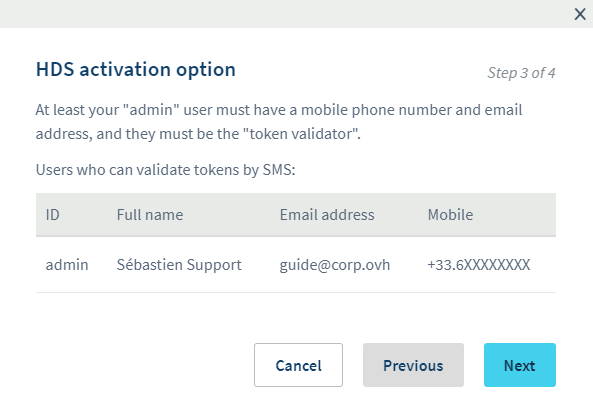 HDS activation option
Step 3 of 4
At least your "admin" user must have a mobile phone number and email
address, and they must be the "token validator".
Users who can validate tokens by SMS:
ID Full name Email address Mobile
admin Sébastien Support guide@corp.ovh +33.6XXXXXXXX
Cancel Previous Next